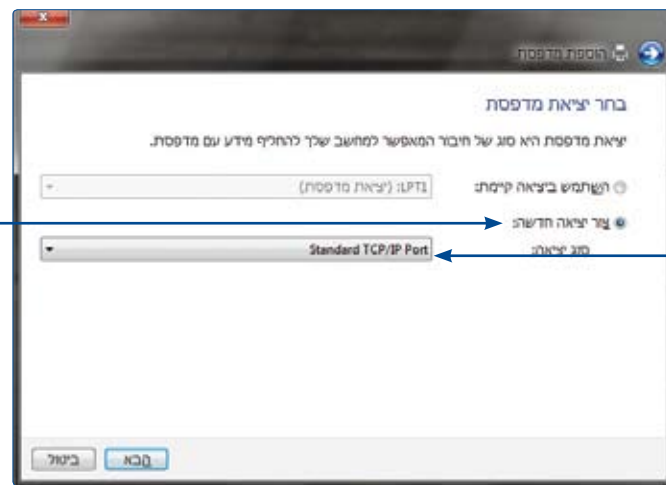 הוספת מדפסת
בחר יציאת מדפסת
יציאת מדפסת היא סוג של חיבור המאפשר למחשב שלך להחליף מידע עם מדפסת.
השתמש ביציאה קיימת:
LPT1: (יציאת מדפסת)
צור יציאה חדשה:
סוג יציאה:
Standard TCP/IP Port
הבא
ביטול